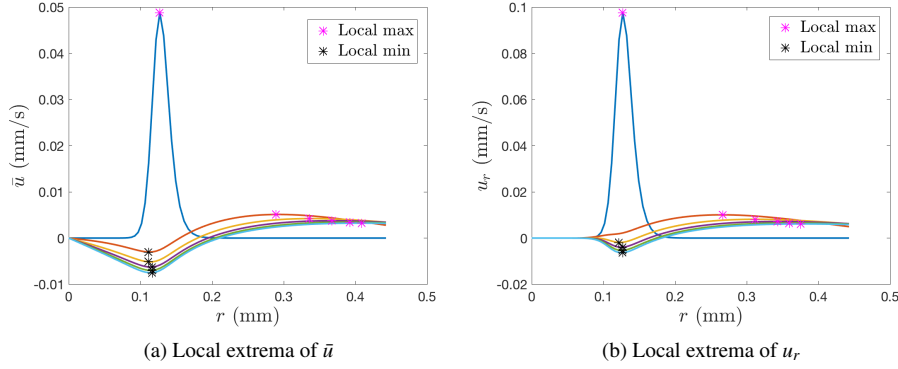 0.05
0.04
0.03
0.02
0.01
0
-0.01
ū (mm/s)
0
0.1
0.2
0.3
0.4
0.5
r (mm)
Local max
Local min
(a) Local extrema of ū
0.1
0.08
0.06
0.04
0.02
0
-0.02
u_r (mm/s)
0
0.1
0.2
0.3
0.4
0.5
r (mm)
Local max
Local min
(b) Local extrema of u_r